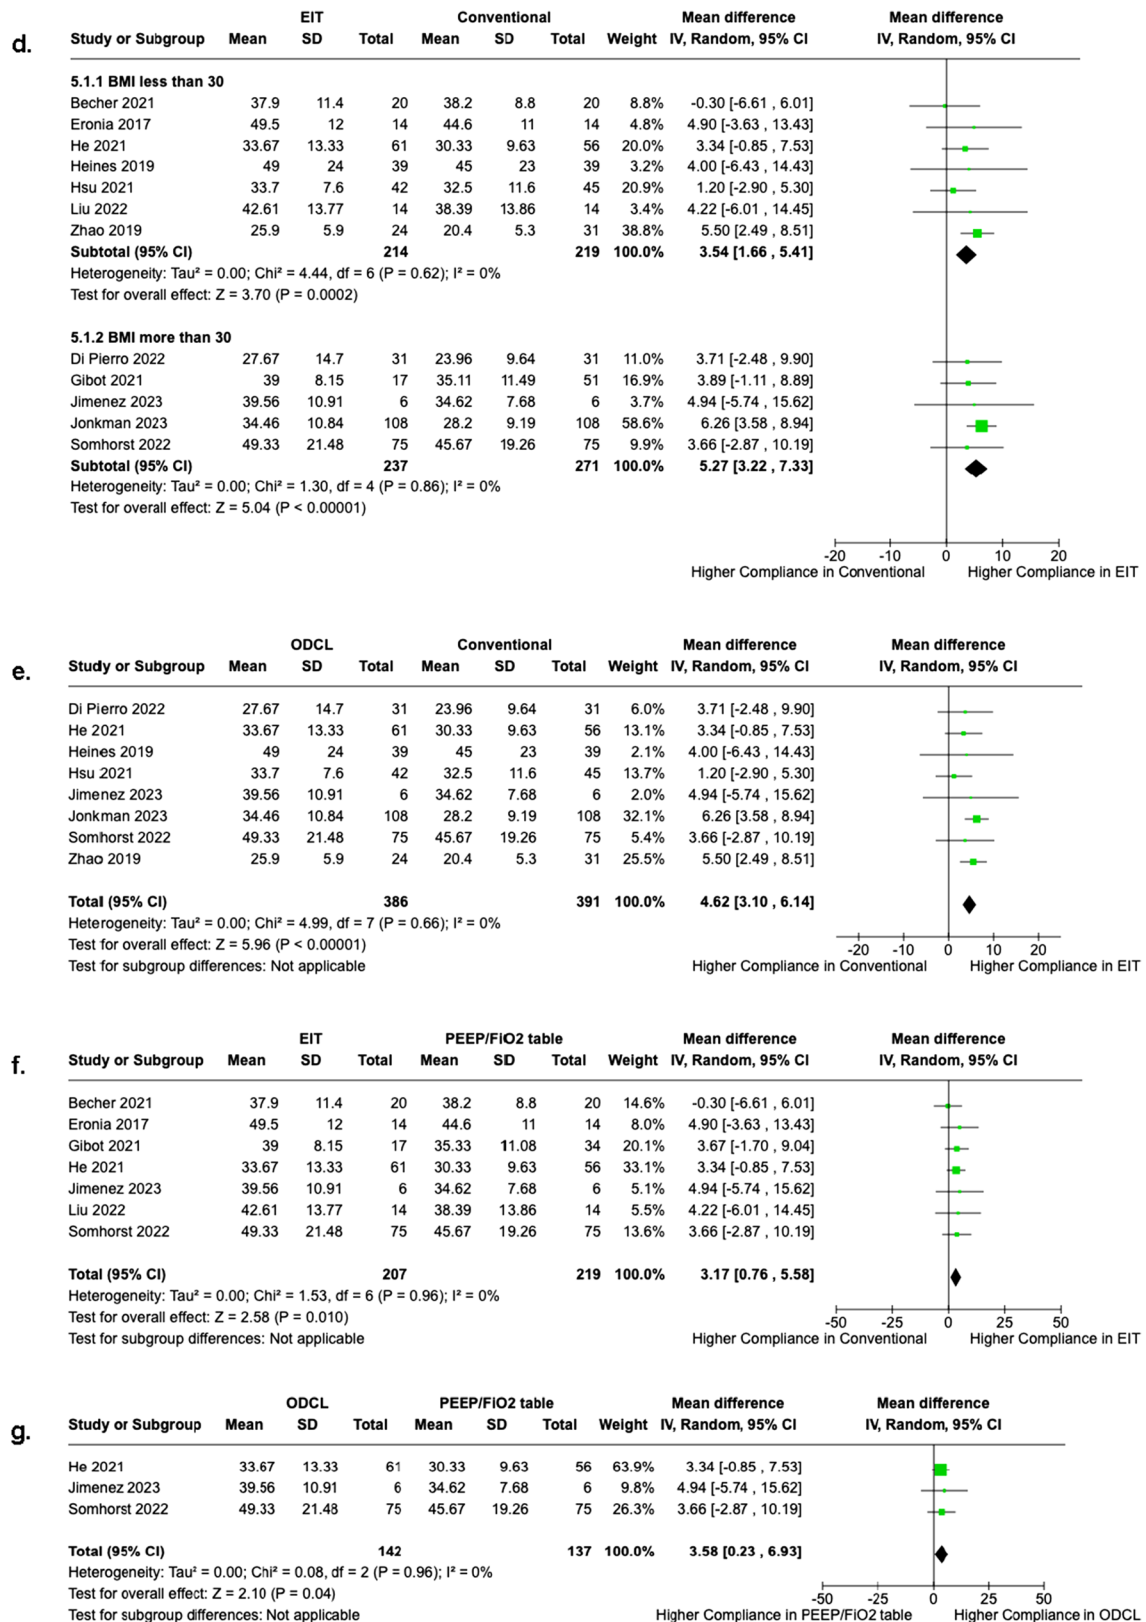 d.
EIT Conventional Mean difference Mean difference
Study or Subgroup Mean SD Total Mean SD Total Weight IV, Random, 95% CI IV, Random, 95% CI
5.1.1 BMI less than 30
Becher 2021 37.9 11.4 20 38.2 8.8 20 8.8% -0.30 [-6.61 , 6.01]
Eronia 2017 49.5 12 14 44.6 11 14 4.8% 4.90 [-3.63 , 13.43]
He 2021 33.67 13.33 61 30.33 9.63 56 20.0% 3.34 [-0.85 , 7.53]
Heines 2019 49 24 39 45 23 39 3.2% 4.00 [-6.43 , 14.43]
Hsu 2021 33.7 7.6 42 32.5 11.6 45 20.9% 1.20 [-2.90 , 5.30]
Liu 2022 42.61 13.77 14 38.39 13.86 14 3.4% 4.22 [-6.01 , 14.45]
Zhao 2019 25.9 5.9 24 20.4 5.3 31 38.8% 5.50 [2.49 , 8.51]
Subtotal (95% CI) 214 219 100.0% 3.54 [1.66 , 5.41]
Heterogeneity: Tau² = 0.00; Chi² = 4.44, df = 6 (P = 0.62); I² = 0%
Test for overall effect: Z = 3.70 (P = 0.0002)
5.1.2 BMI more than 30
Di Pierro 2022 27.67 14.7 31 23.96 9.64 31 11.0% 3.71 [-2.48 , 9.90]
Gibot 2021 39 8.15 17 35.11 11.49 51 16.9% 3.89 [-1.11 , 8.89]
Jimenez 2023 39.56 10.91 6 34.62 7.68 6 3.7% 4.94 [-5.74 , 15.62]
Jonkman 2023 34.46 10.84 108 28.2 9.19 108 58.6% 6.26 [3.58 , 8.94]
Somhorst 2022 49.33 21.48 75 45.67 19.26 75 9.9% 3.66 [-2.87 , 10.19]
Subtotal (95% CI) 237 271 100.0% 5.27 [3.22 , 7.33]
Heterogeneity: Tau² = 0.00; Chi² = 1.30, df = 4 (P = 0.86); I² = 0%
Test for overall effect: Z = 5.04 (P < 0.00001)
-20 -10 0 10 20
Higher Compliance in Conventional Higher Compliance in EIT
e.
ODCL Conventional Mean difference Mean difference
Study or Subgroup Mean SD Total Mean SD Total Weight IV, Random, 95% CI IV, Random, 95% CI
Di Pierro 2022 27.67 14.7 31 23.96 9.64 31 6.0% 3.71 [-2.48 , 9.90]
He 2021 33.67 13.33 61 30.33 9.63 56 13.1% 3.34 [-0.85 , 7.53]
Heines 2019 49 24 39 45 23 39 2.1% 4.00 [-6.43 , 14.43]
Hsu 2021 33.7 7.6 42 32.5 11.6 45 13.7% 1.20 [-2.90 , 5.30]
Jimenez 2023 39.56 10.91 6 34.62 7.68 6 2.0% 4.94 [-5.74 , 15.62]
Jonkman 2023 34.46 10.84 108 28.2 9.19 108 32.1% 6.26 [3.58 , 8.94]
Somhorst 2022 49.33 21.48 75 45.67 19.26 75 5.4% 3.66 [-2.87 , 10.19]
Zhao 2019 25.9 5.9 24 20.4 5.3 31 25.5% 5.50 [2.49 , 8.51]
Total (95% CI) 386 391 100.0% 4.62 [3.10 , 6.14]
Heterogeneity: Tau² = 0.00; Chi² = 4.99, df = 7 (P = 0.66); I² = 0%
Test for overall effect: Z = 5.96 (P < 0.00001)
Test for subgroup differences: Not applicable
-20 -10 0 10 20
Higher Compliance in Conventional Higher Compliance in EIT
f.
EIT PEEP/FiO2 table Mean difference Mean difference
Study or Subgroup Mean SD Total Mean SD Total Weight IV, Random, 95% CI IV, Random, 95% CI
Becher 2021 37.9 11.4 20 38.2 8.8 20 14.6% -0.30 [-6.61 , 6.01]
Eronia 2017 49.5 12 14 44.6 11 14 8.0% 4.90 [-3.63 , 13.43]
Gibot 2021 39 8.15 17 35.33 11.08 34 20.1% 3.67 [-1.70 , 9.04]
He 2021 33.67 13.33 61 30.33 9.63 56 33.1% 3.34 [-0.85 , 7.53]
Jimenez 2023 39.56 10.91 6 34.62 7.68 6 5.1% 4.94 [-5.74 , 15.62]
Liu 2022 42.61 13.77 14 38.39 13.86 14 5.5% 4.22 [-6.01 , 14.45]
Somhorst 2022 49.33 21.48 75 45.67 19.26 75 13.6% 3.66 [-2.87 , 10.19]
Total (95% CI) 207 219 100.0% 3.17 [0.76 , 5.58]
Heterogeneity: Tau² = 0.00; Chi² = 1.53, df = 6 (P = 0.96); I² = 0%
Test for overall effect: Z = 2.58 (P = 0.010)
Test for subgroup differences: Not applicable
-50 -25 0 25 50
Higher Compliance in Conventional Higher Compliance in EIT
g.
ODCL PEEP/FiO2 table Mean difference Mean difference
Study or Subgroup Mean SD Total Mean SD Total Weight IV, Random, 95% CI IV, Random, 95% CI
He 2021 33.67 13.33 61 30.33 9.63 56 63.9% 3.34 [-0.85 , 7.53]
Jimenez 2023 39.56 10.91 6 34.62 7.68 6 9.8% 4.94 [-5.74 , 15.62]
Somhorst 2022 49.33 21.48 75 45.67 19.26 75 26.3% 3.66 [-2.87 , 10.19]
Total (95% CI) 142 137 100.0% 3.58 [0.23 , 6.93]
Heterogeneity: Tau² = 0.00; Chi² = 0.08, df = 2 (P = 0.96); I² = 0%
Test for overall effect: Z = 2.10 (P = 0.04)
Test for subgroup differences: Not applicable
-50 -25 0 25 50
Higher Compliance in PEEP/FiO2 table Higher Compliance in ODCL